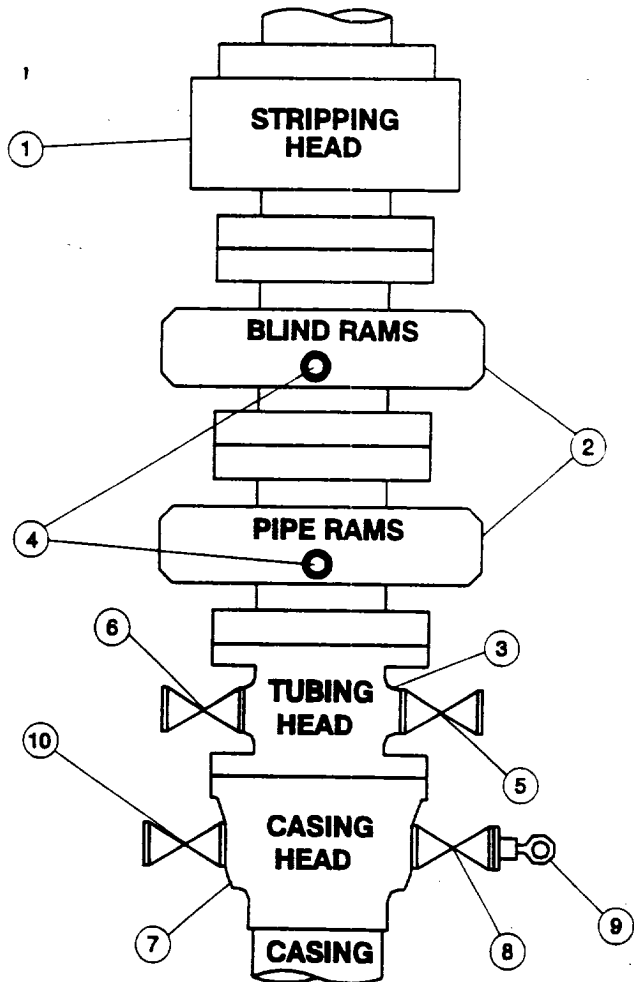 STRIPPING
HEAD
1
BLIND RAMS
2
4
PIPE RAMS
6
3
TUBING
HEAD
10
5
CASING
HEAD
7
8
9
CASING